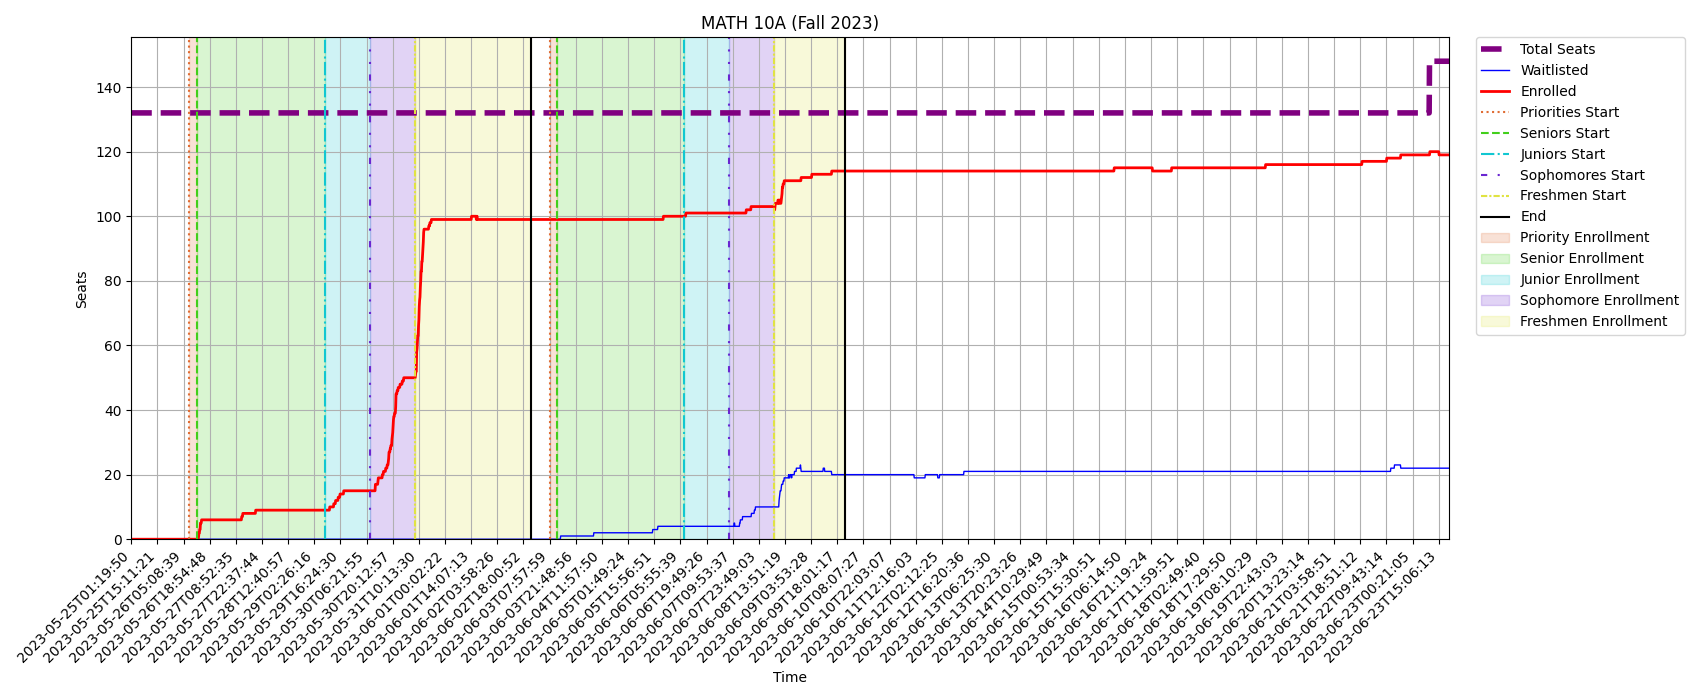 MATH 10A (Fall 2023)
Seats
140
120
100
80
60
40
20
0
2023-05-25T01:19:50
2023-05-25T15:11:21
2023-05-26T05:08:39
2023-05-26T18:54:48
2023-05-27T08:52:35
2023-05-27T22:37:44
2023-05-28T12:40:57
2023-05-29T02:26:16
2023-05-29T16:24:30
2023-05-30T06:21:55
2023-05-30T20:12:57
2023-05-31T10:13:30
2023-06-01T00:02:22
2023-06-01T14:07:13
2023-06-02T03:58:26
2023-06-02T18:00:52
2023-06-03T07:57:59
2023-06-03T21:48:56
2023-06-04T11:57:50
2023-06-05T01:49:24
2023-06-05T15:56:51
2023-06-06T05:55:39
2023-06-06T19:49:26
2023-06-07T09:53:37
2023-06-07T23:49:03
2023-06-08T13:51:19
2023-06-09T03:53:28
2023-06-09T18:01:17
2023-06-10T08:07:27
2023-06-10T22:03:07
2023-06-11T12:16:03
2023-06-12T02:12:25
2023-06-12T16:20:36
2023-06-13T06:25:30
2023-06-13T20:23:26
2023-06-14T10:29:49
2023-06-15T00:53:34
2023-06-15T15:30:51
2023-06-16T06:14:50
2023-06-16T21:19:24
2023-06-17T11:59:51
2023-06-18T02:49:40
2023-06-18T17:29:50
2023-06-19T08:10:29
2023-06-19T22:43:03
2023-06-20T13:23:14
2023-06-21T03:58:51
2023-06-21T18:51:12
2023-06-22T09:43:14
2023-06-23T00:21:05
2023-06-23T15:06:13
Time
Total Seats
Waitlisted
Enrolled
Priorities Start
Seniors Start
Juniors Start
Sophomores Start
Freshmen Start
End
Priority Enrollment
Senior Enrollment
Junior Enrollment
Sophomore Enrollment
Freshmen Enrollment